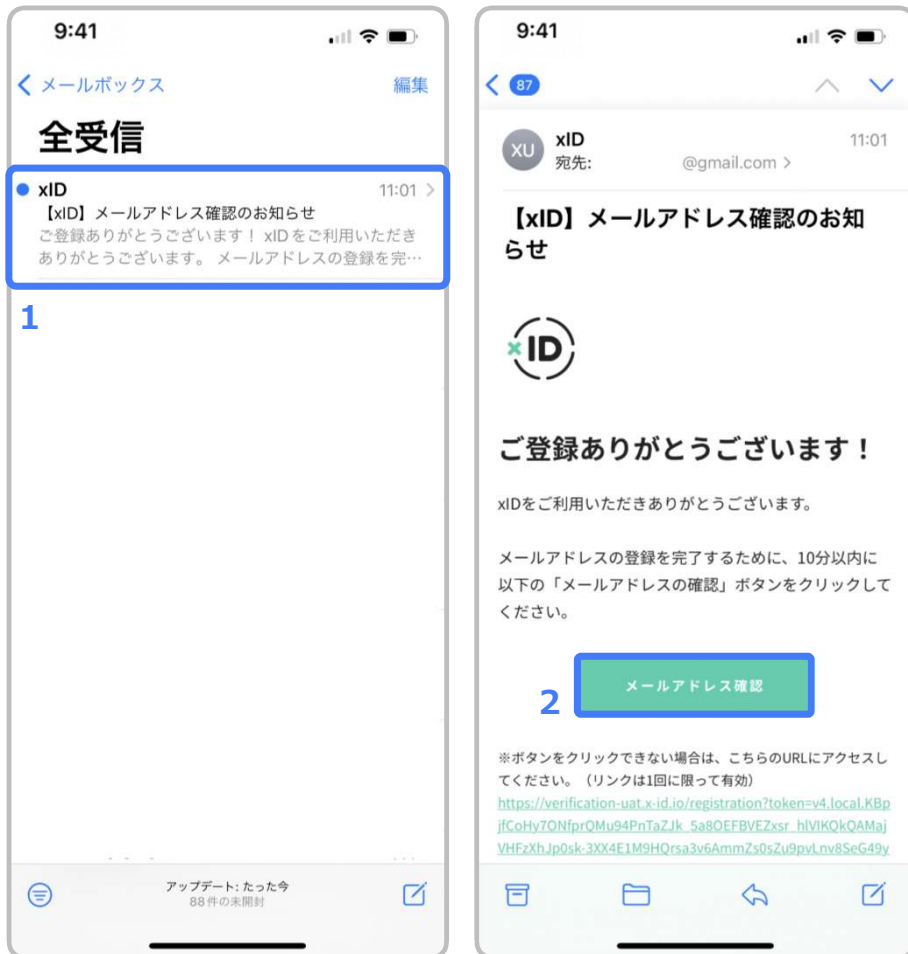 9:41
メールボックス
編集
全受信
xID
11:01
【xID】メールアドレス確認のお知らせ
ご登録ありがとうございます！ xIDをご利用いただき
ありがとうございます。 メールアドレスの登録を完…
1
アップデート: たった今
88件の未開封
9:41
87
XU
xID
11:01
宛先:
@gmail.com
【xID】メールアドレス確認のお知
らせ
xID
ご登録ありがとうございます！
xIDをご利用いただきありがとうございます。
メールアドレスの登録を完了するために、10分以内に
以下の「メールアドレスの確認」ボタンをクリックして
ください。
2
メールアドレス確認
※ボタンをクリックできない場合は、こちらのURLにアクセスし
てください。（リンクは1回に限って有効）
https://verification-uat.x-id.io/registration?token=v4.local.KBp
jfCoHy7ONfprQMu94PnTaZJk_5a8OEFBVEZxsr_hlVIKQkQAMaj
VHFzXhJp0sk-3XX4E1M9HQrsa3v6AmmZs0sZu9pvLnv8SeG49y